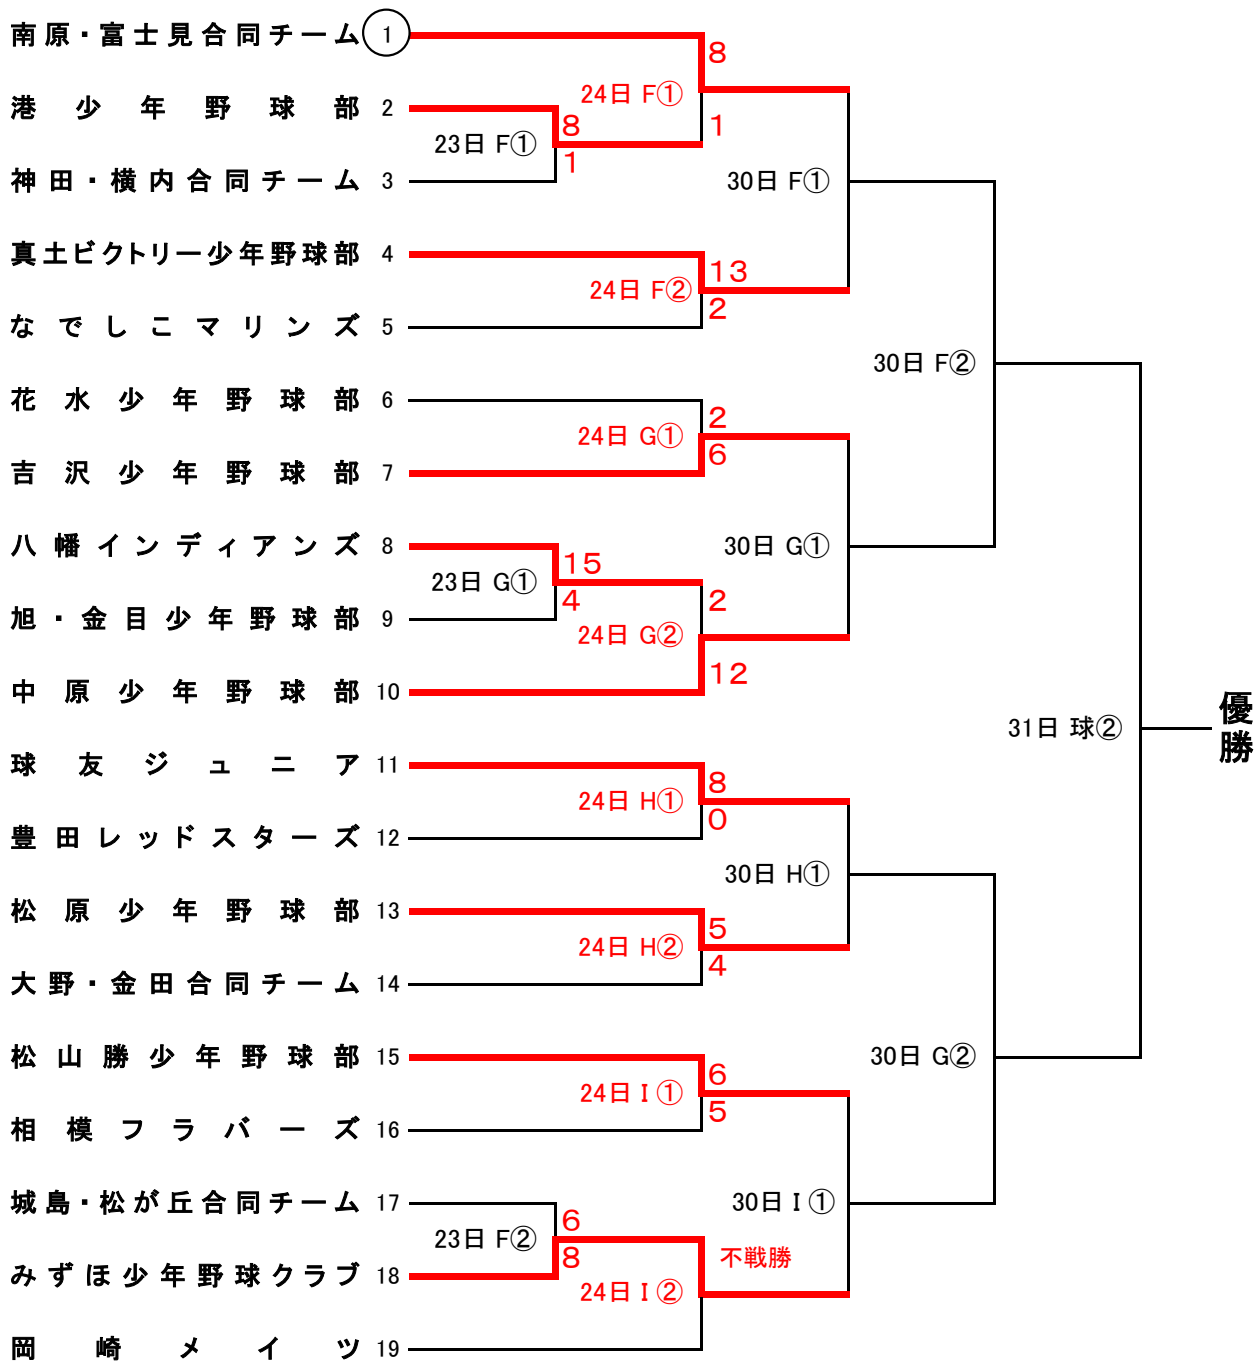 南原・富士見合同チーム 1
8
24日 F①
港少年野球部 2
8
1
23日 F①
1
神田・横内合同チーム 3
30日 F①
真土ビクトリー少年野球部 4
13
24日 F②
2
なでしこマリンズ 5
30日 F②
花水少年野球部 6
2
24日 G①
6
吉沢少年野球部 7
八幡インディアンズ 8
30日 G①
15
23日 G①
4
2
旭・金目少年野球部 9
24日 G②
12
中原少年野球部 10
31日 球②
優勝
球友ジュニア 11
8
24日 H①
0
豊田レッドスターズ 12
30日 H①
松原少年野球部 13
5
24日 H②
4
大野・金田合同チーム 14
松山勝少年野球部 15
30日 G②
6
24日 I①
5
相模フラバーズ 16
城島・松が丘合同チーム 17
30日 I①
6
23日 F②
8
不戦勝
みずほ少年野球クラブ 18
24日 I②
岡崎メイツ 19